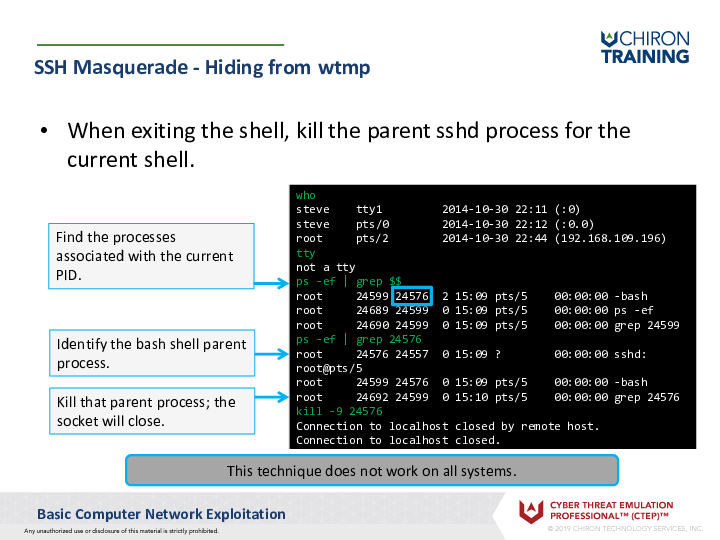 CHIRON
TRAINING
SSH Masquerade - Hiding from wtmp
• When exiting the shell, kill the parent sshd process for the
current shell.
Find the processes
associated with the current
PID.
Identify the bash shell parent
process.
Kill that parent process; the
socket will close.
who
steve    tty1         2014-10-30 22:11 (:0)
steve    pts/0        2014-10-30 22:12 (:0.0)
root     pts/2        2014-10-30 22:44 (192.168.109.196)
tty
not a tty
ps -ef | grep $$
root     24599 24576  2 15:09 pts/5    00:00:00 -bash
root     24689 24599  0 15:09 pts/5    00:00:00 ps -ef
root     24690 24599  0 15:09 pts/5    00:00:00 grep 24599
ps -ef | grep 24576
root     24576 24557  0 15:09 ?        00:00:00 sshd:
root@pts/5
root     24599 24576  0 15:09 pts/5    00:00:00 -bash
root     24692 24599  0 15:10 pts/5    00:00:00 grep 24576
kill -9 24576
Connection to localhost closed by remote host.
Connection to localhost closed.
This technique does not work on all systems.
Basic Computer Network Exploitation
Any unauthorized use or disclosure of this material is strictly prohibited.
CYBER THREAT EMULATION
PROFESSIONAL™ (CTEP)™
© 2019 CHIRON TECHNOLOGY SERVICES, INC.